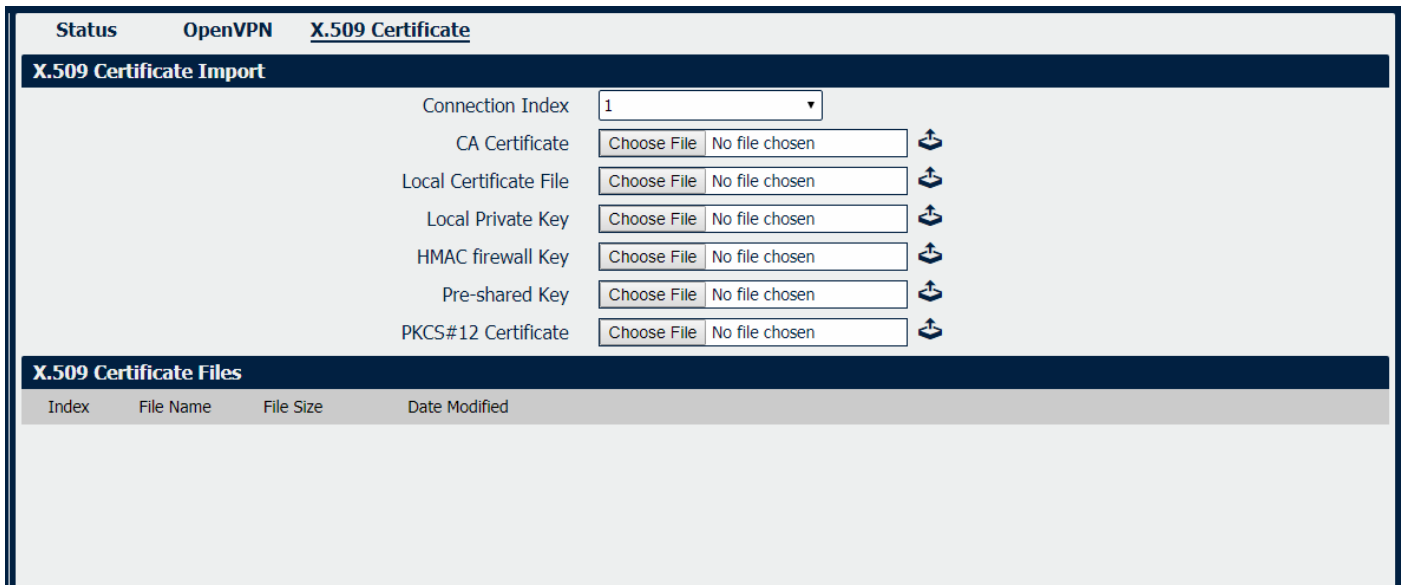 Status OpenVPN X.509 Certificate
X.509 Certificate Import
Connection Index 1
CA Certificate Choose File No file chosen
Local Certificate File Choose File No file chosen
Local Private Key Choose File No file chosen
HMAC firewall Key Choose File No file chosen
Pre-shared Key Choose File No file chosen
PKCS#12 Certificate Choose File No file chosen
X.509 Certificate Files
Index File Name File Size Date Modified